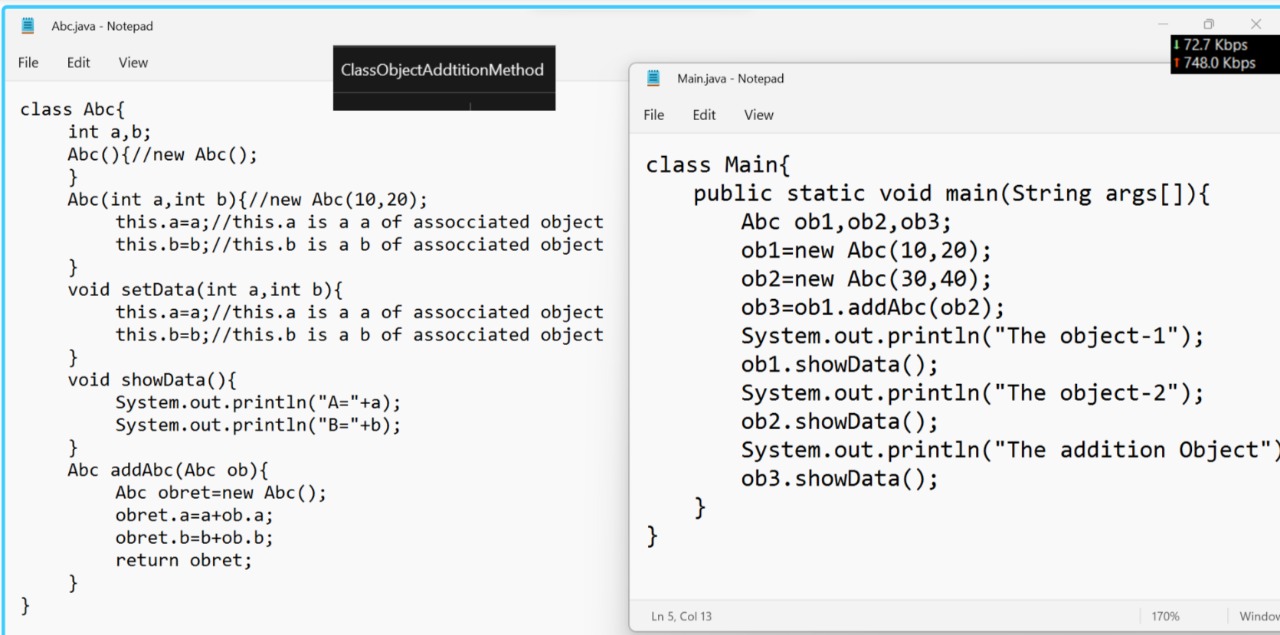 Abc.java - Notepad
File Edit View
ClassObjectAddtitionMethod
class Abc{
int a,b;
Abc(){//new Abc();
}
Abc(int a,int b){//new Abc(10,20);
this.a=a;//this.a is a a of assocciated object
this.b=b;//this.b is a b of assocciated object
}
void setData(int a,int b){
this.a=a;//this.a is a a of assocciated object
this.b=b;//this.b is a b of assocciated object
}
void showData(){
System.out.println("A="+a);
System.out.println("B="+b);
}
Abc addAbc(Abc ob){
Abc obret=new Abc();
obret.a=a+ob.a;
obret.b=b+ob.b;
return obret;
}
}
↓ 72.7 Kbps
↑ 748.0 Kbps
Main.java - Notepad
File Edit View
class Main{
public static void main(String args[]){
Abc ob1,ob2,ob3;
ob1=new Abc(10,20);
ob2=new Abc(30,40);
ob3=ob1.addAbc(ob2);
System.out.println("The object-1");
ob1.showData();
System.out.println("The object-2");
ob2.showData();
System.out.println("The addition Object")
ob3.showData();
}
}
Ln 5, Col 13 170% Window